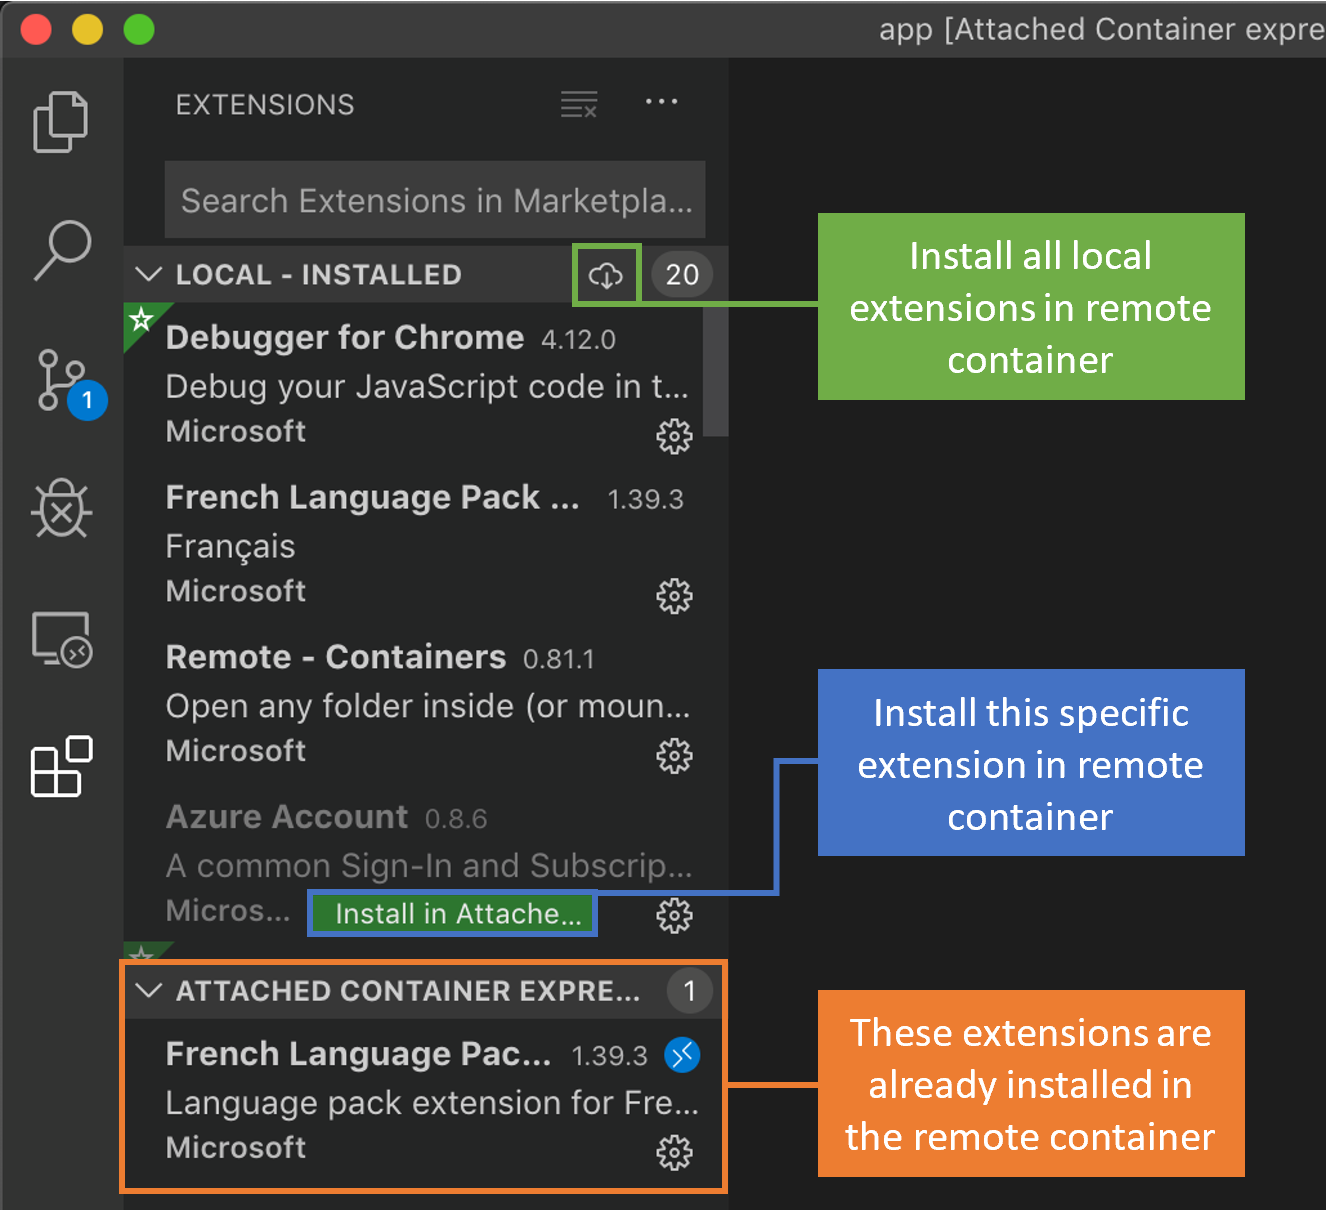 app [Attached Container expre
EXTENSIONS
Search Extensions in Marketpla...
LOCAL - INSTALLED 20
Debugger for Chrome 4.12.0
Debug your JavaScript code in t...
Microsoft
French Language Pack ... 1.39.3
Français
Microsoft
Remote - Containers 0.81.1
Open any folder inside (or moun...
Microsoft
Azure Account 0.8.6
A common Sign-In and Subscrip...
Micros... Install in Attache...
ATTACHED CONTAINER EXPRE... 1
French Language Pac... 1.39.3
Language pack extension for Fre...
Microsoft
1
Install all local
extensions in remote
container
Install this specific
extension in remote
container
These extensions are
already installed in
the remote container